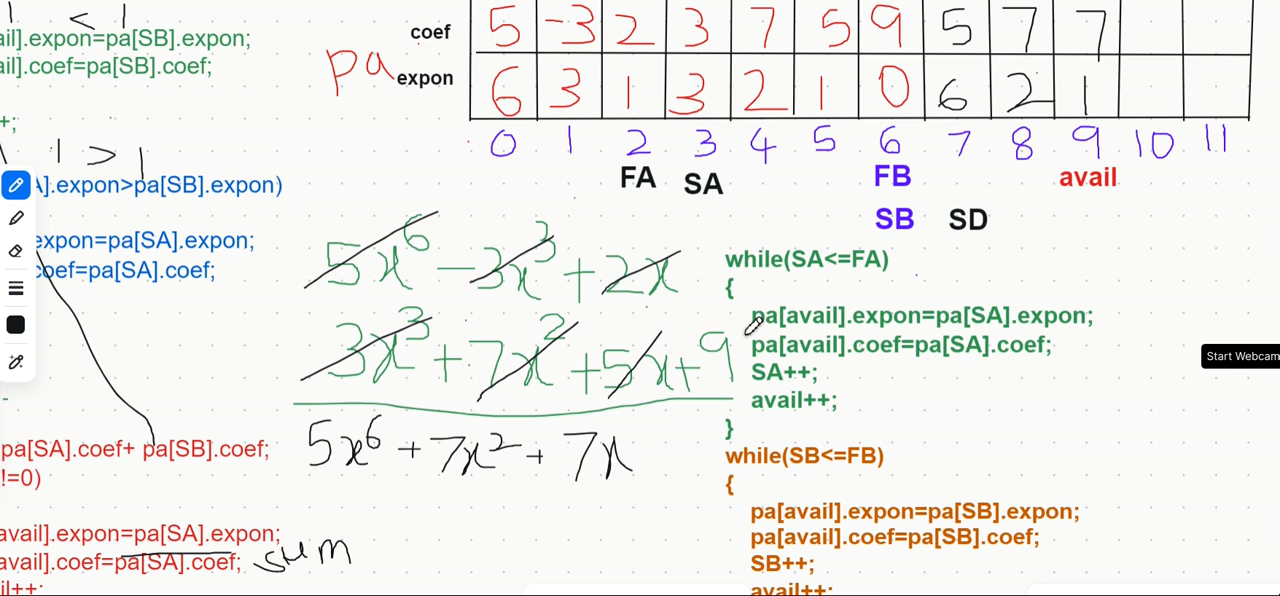 1 < 1
ail].expon=pa[SB].expon;
ail].coef=pa[SB].coef;
+;
1 > 1
A].expon>pa[SB].expon)
expon=pa[SA].expon;
coef=pa[SA].coef;
pa[SA].coef+ pa[SB].coef;
!=0)
avail].expon=pa[SA].expon;
avail].coef=pa[SA].coef; sum
ail++;
pa
coef 5 -3 2 3 7 5 9 5 7 7
expon 6 3 1 3 2 1 0 6 2 1
0 1 2 3 4 5 6 7 8 9 10 11
FA SA FB avail
SB SD
5x⁶ - 3x³ + 2x
3x³ + 7x² + 5x + 9
5x⁶ + 7x² + 7x
while(SA<=FA)
{
pa[avail].expon=pa[SA].expon;
pa[avail].coef=pa[SA].coef;
SA++;
avail++;
}
while(SB<=FB)
{
pa[avail].expon=pa[SB].expon;
pa[avail].coef=pa[SB].coef;
SB++;
avail++;
Start Webcam